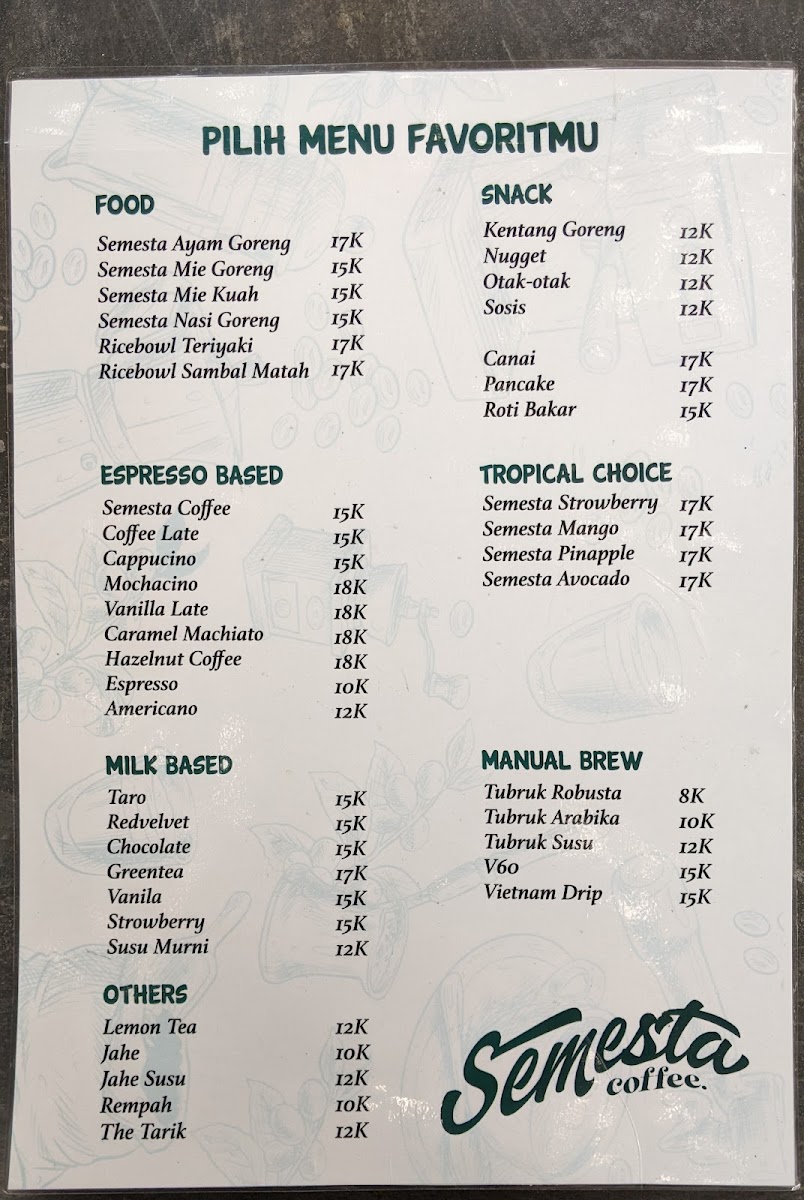 PILIH MENU FAVORITMU
FOOD
Semesta Ayam Goreng 17K
Semesta Mie Goreng 15K
Semesta Mie Kuah 15K
Semesta Nasi Goreng 15K
Ricebowl Teriyaki 17K
Ricebowl Sambal Matah 17K
SNACK
Kentang Goreng 12K
Nugget 12K
Otak-otak 12K
Sosis 12K
Canai 17K
Pancake 17K
Roti Bakar 15K
ESPRESSO BASED
Semesta Coffee 15K
Coffee Late 15K
Cappucino 15K
Mochacino 18K
Vanilla Late 18K
Caramel Machiato 18K
Hazelnut Coffee 18K
Espresso 10K
Americano 12K
TROPICAL CHOICE
Semesta Strowberry 17K
Semesta Mango 17K
Semesta Pinapple 17K
Semesta Avocado 17K
MILK BASED
Taro 15K
Redvelvet 15K
Chocolate 15K
Greentea 17K
Vanila 15K
Strowberry 15K
Susu Murni 12K
MANUAL BREW
Tubruk Robusta 8K
Tubruk Arabika 10K
Tubruk Susu 12K
V60 15K
Vietnam Drip 15K
OTHERS
Lemon Tea 12K
Jahe 10K
Jahe Susu 12K
Rempah 10K
The Tarik 12K
Semesta
coffee.